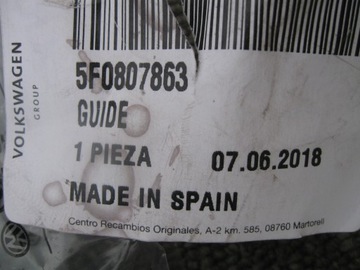 VOLKSWAGEN
GROUP
5F0807863
GUIDE
1 PIEZA 07.06.2018
MADE IN SPAIN
Centro Recambios Originales, A-2 km. 585, 08760 Martorell